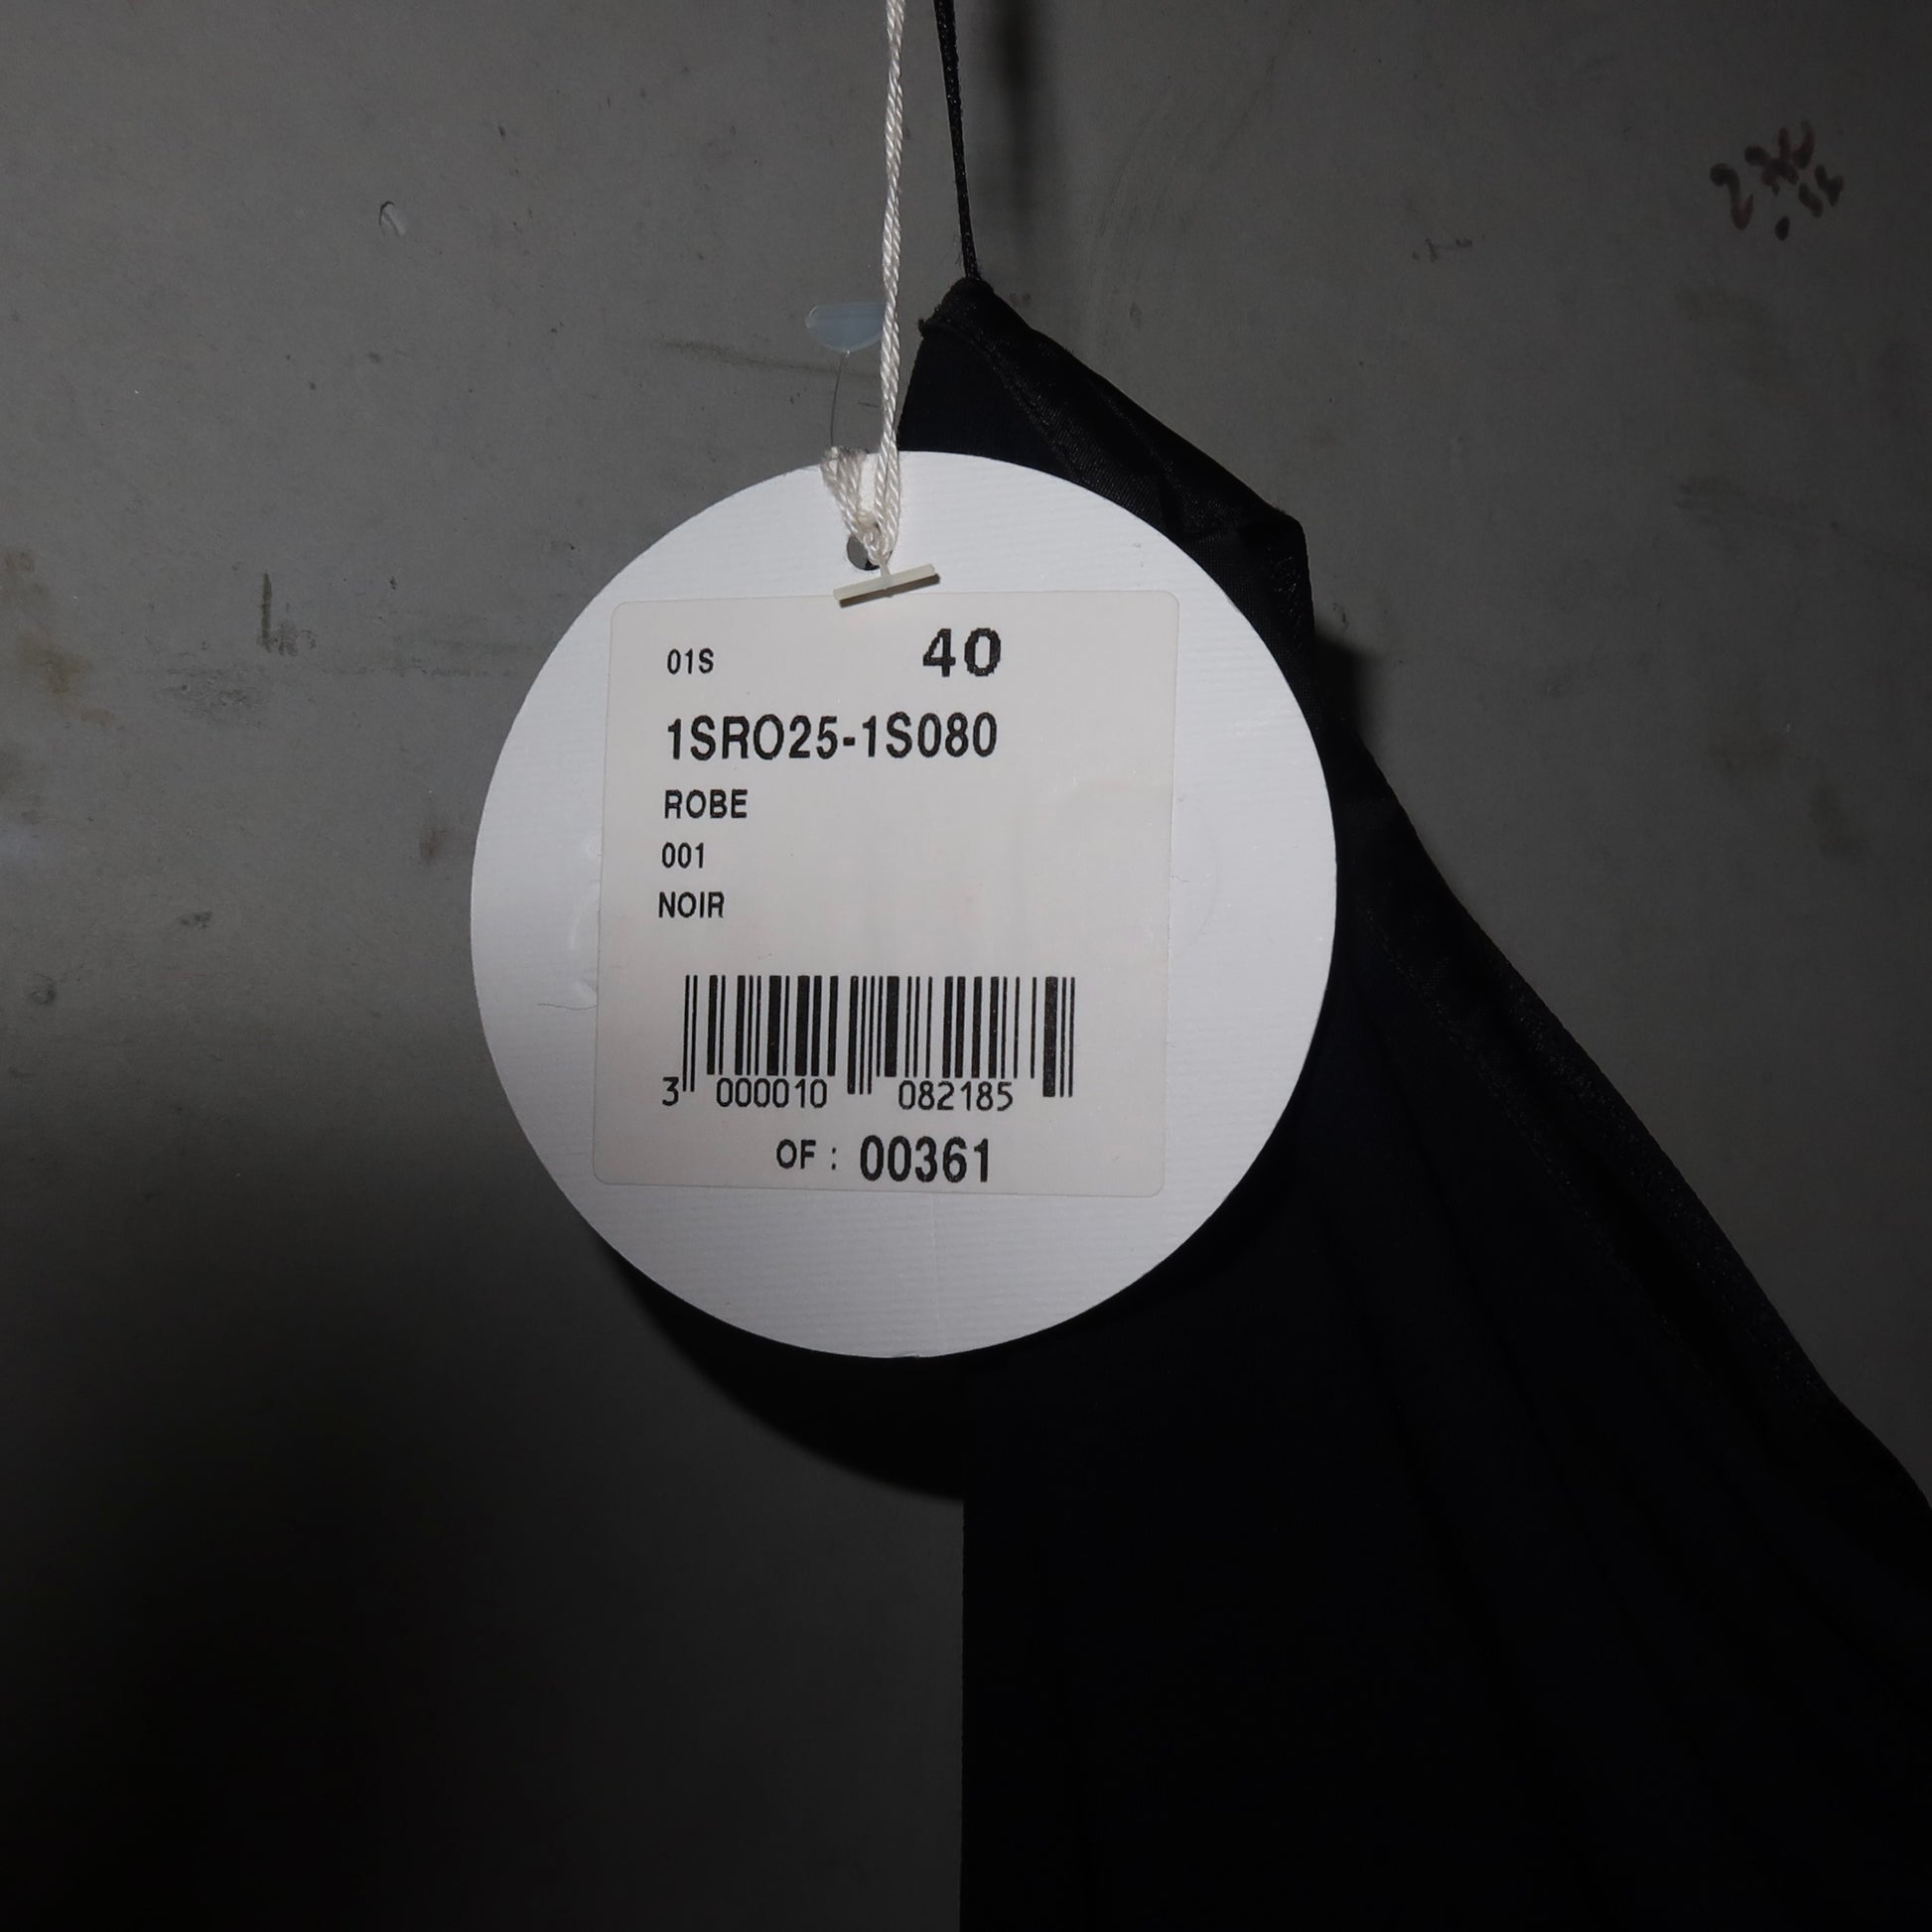 01S 40
1SRO25-1S080
ROBE
001
NOIR
3 000010 082185
OF : 00361